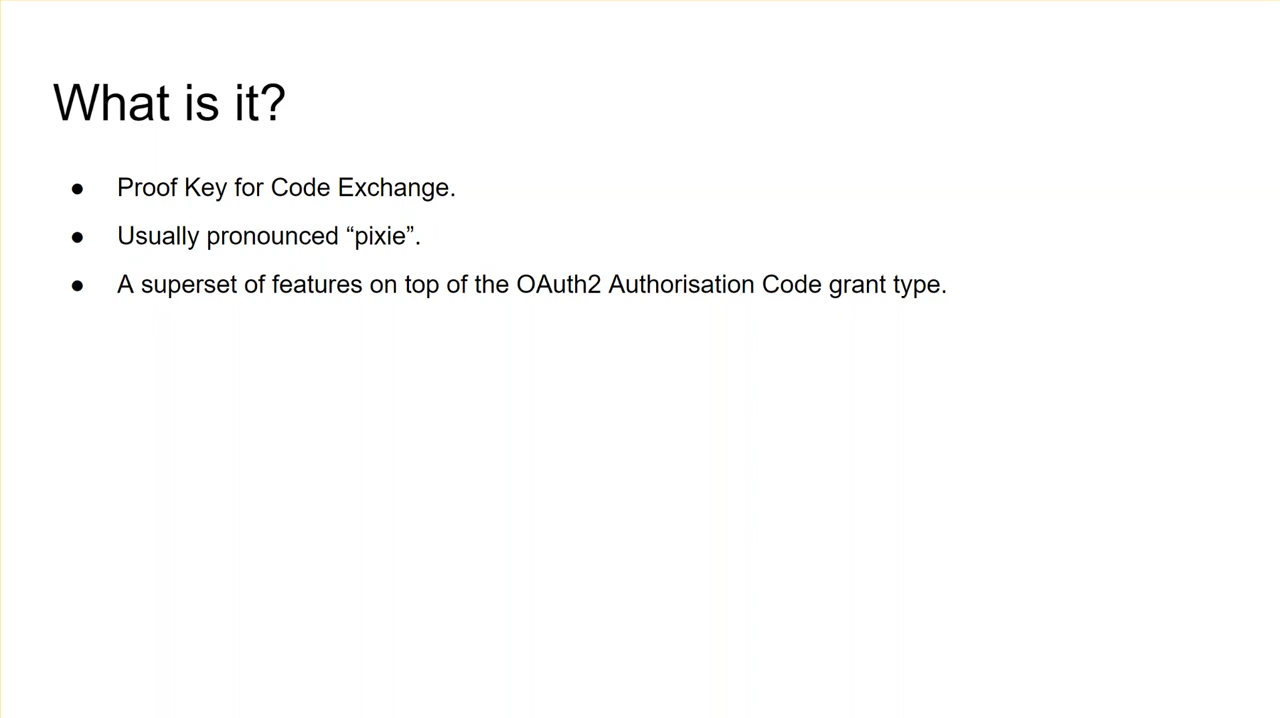 What is it?
● Proof Key for Code Exchange.
● Usually pronounced “pixie”.
● A superset of features on top of the OAuth2 Authorisation Code grant type.